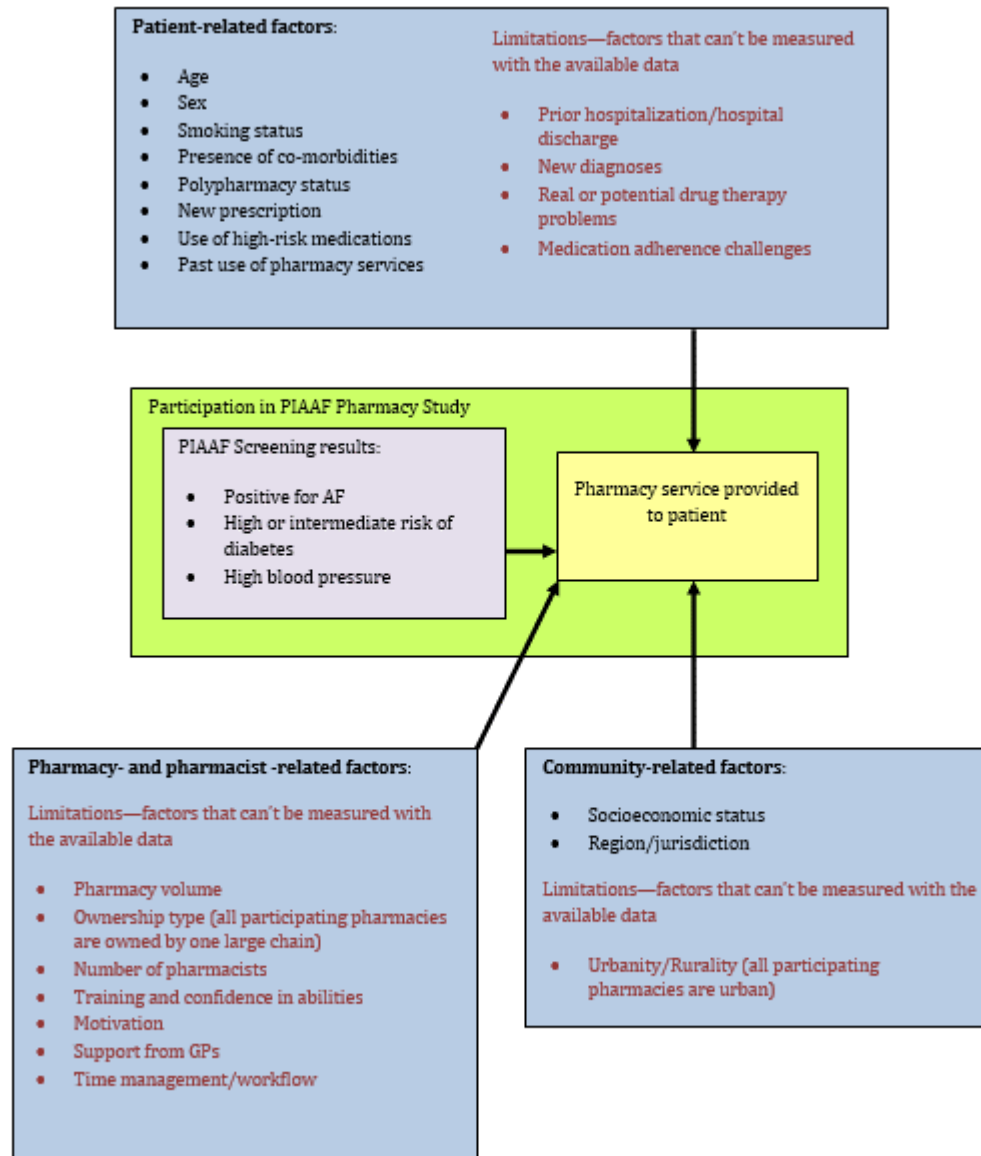 Patient-related factors:
• Age
• Sex
• Smoking status
• Presence of co-morbidities
• Polypharmacy status
• New prescription
• Use of high-risk medications
• Past use of pharmacy services
Limitations—factors that can't be measured
with the available data
• Prior hospitalization/hospital
discharge
• New diagnoses
• Real or potential drug therapy
problems
• Medication adherence challenges
Participation in PIAAF Pharmacy Study
PIAAF Screening results:
• Positive for AF
• High or intermediate risk of
diabetes
• High blood pressure
Pharmacy service provided
to patient
Pharmacy- and pharmacist -related factors:
Limitations—factors that can't be measured with
the available data
• Pharmacy volume
• Ownership type (all participating pharmacies
are owned by one large chain)
• Number of pharmacists
• Training and confidence in abilities
• Motivation
• Support from GPs
• Time management/workflow
Community-related factors:
• Socioeconomic status
• Region/jurisdiction
Limitations—factors that can't be measured with the
available data
• Urbanity/Rurality (all participating
pharmacies are urban)